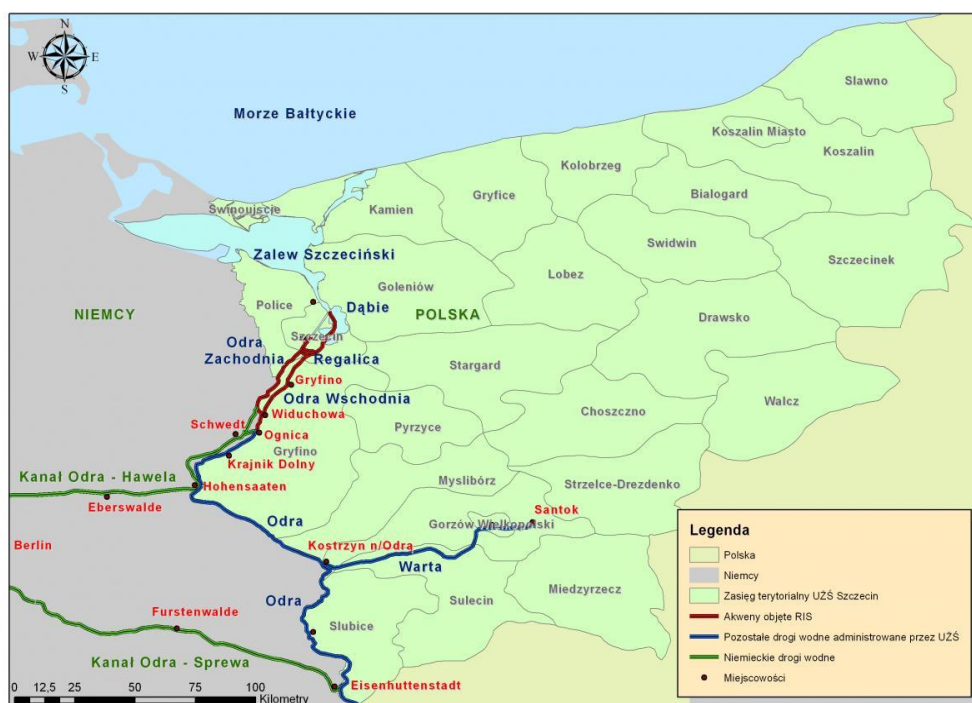 N
W E
S
Morze Bałtyckie
Sławno
Koszalin Miasto
Koszalin
Kolobrzeg
Gryfice
Bialogard
Kamien
Swinoujscie
Swidwin
Zalew Szczeciński
Szczecinek
Lobez
Goleniów
Police
Dąbie
NIEMCY
POLSKA
Drawsko
Szczecin
Odra
Zachodnia
Regalica
Stargard
Gryfino
Odra Wschodnia
Walcz
Choszczno
Widuchowa
Schwedt
Pyrzyce
Ognica
Gryfino
Krajnik Dolny
Kanał Odra - Hawela
Hohensaaten
Myslibórz
Strzelce-Drezdenko
Eberswalde
Santok
Gorzów Wielkopolski
Odra
Berlin
Kostrzyn n/Odrą
Warta
Miedzyrzecz
Odra
Sulecin
Furstenwalde
Slubice
Kanał Odra - Sprewa
Eisenhuttenstadt
0 12,5 25 50 75 100
Kilometry
Legenda
Polska
Niemcy
Zasięg terytorialny UŻŚ Szczecin
Akweny objęte RIS
Pozostałe drogi wodne administrowane przez UŻŚ
Niemieckie drogi wodne
Miejscowości